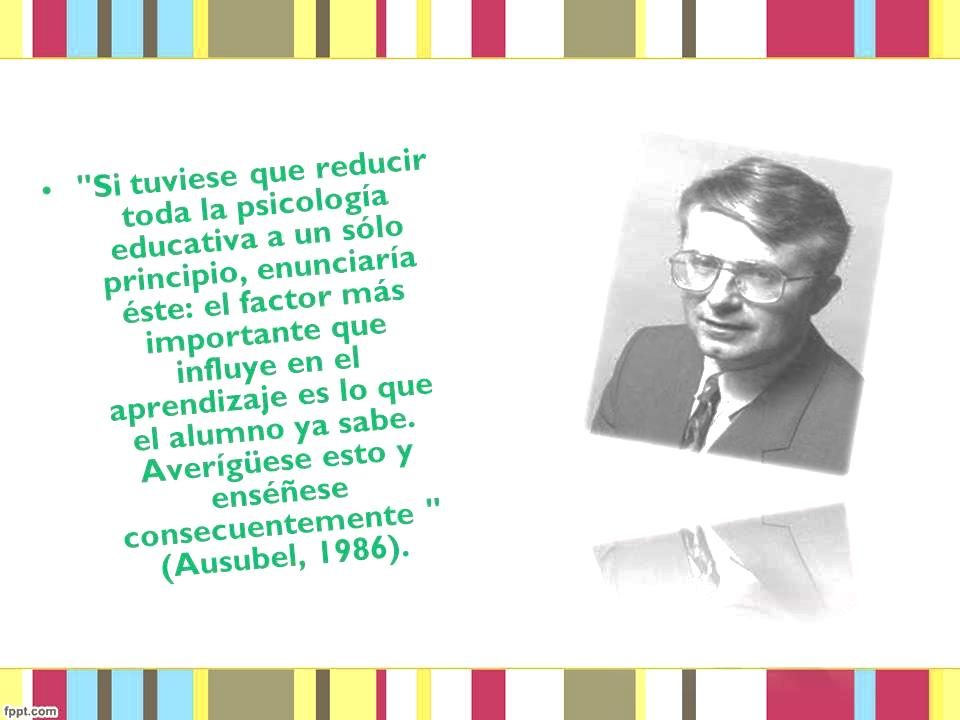 • "Si tuviese que reducir
toda la psicología
educativa a un sólo
principio, enunciaría
éste: el factor más
importante que
influye en el
aprendizaje es lo que
el alumno ya sabe.
Averígüese esto y
enséñese
consecuentemente "
(Ausubel, 1986).
fppt.com